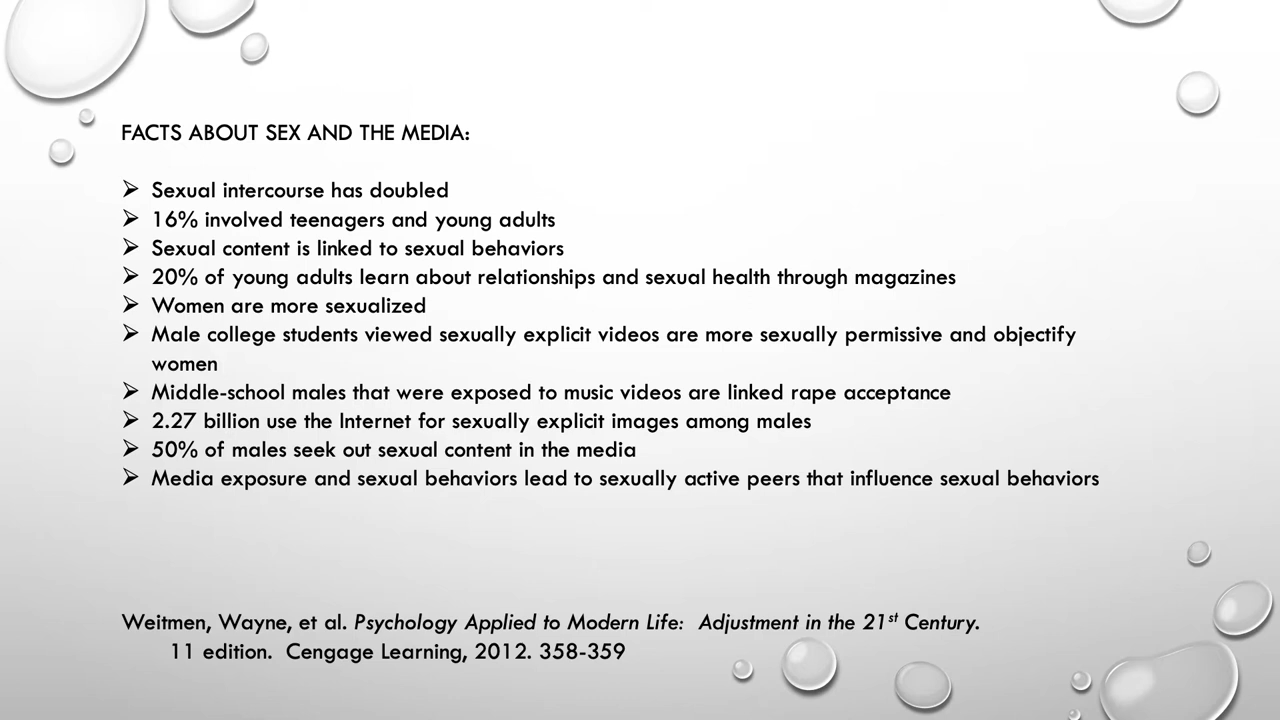 FACTS ABOUT SEX AND THE MEDIA:
➢ Sexual intercourse has doubled
➢ 16% involved teenagers and young adults
➢ Sexual content is linked to sexual behaviors
➢ 20% of young adults learn about relationships and sexual health through magazines
➢ Women are more sexualized
➢ Male college students viewed sexually explicit videos are more sexually permissive and objectify
women
➢ Middle-school males that were exposed to music videos are linked rape acceptance
➢ 2.27 billion use the Internet for sexually explicit images among males
➢ 50% of males seek out sexual content in the media
➢ Media exposure and sexual behaviors lead to sexually active peers that influence sexual behaviors
Weitmen, Wayne, et al. Psychology Applied to Modern Life:  Adjustment in the 21st Century.
11 edition.  Cengage Learning, 2012. 358-359